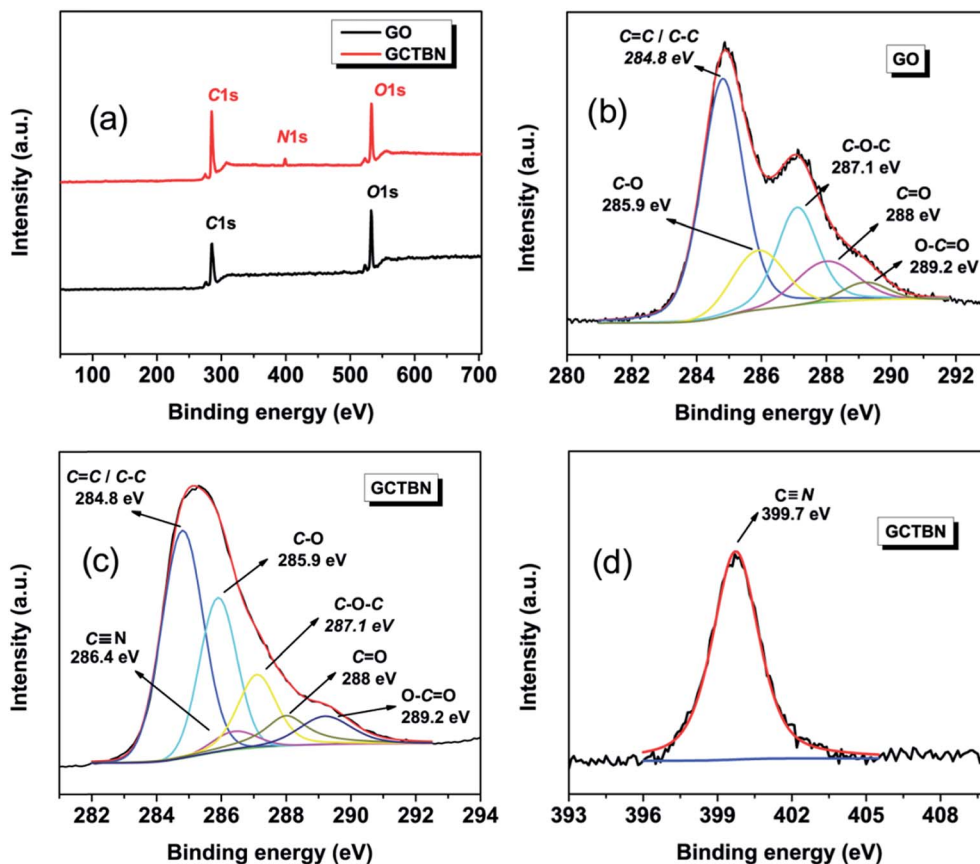 GO
GCTBN
(a)
C1s
N1s
O1s
C1s
O1s
Intensity (a.u.)
100 200 300 400 500 600 700
Binding energy (eV)
C=C / C-C
284.8 eV
GO
(b)
C-O-C
287.1 eV
C-O
285.9 eV
C=O
288 eV
O-C=O
289.2 eV
Intensity (a.u.)
280 282 284 286 288 290 292
Binding energy (eV)
C=C / C-C
284.8 eV
GCTBN
(c)
C-O
285.9 eV
C-O-C
287.1 eV
C≡N
286.4 eV
C=O
288 eV
O-C=O
289.2 eV
Intensity (a.u.)
282 284 286 288 290 292 294
Binding energy (eV)
C≡N
399.7 eV
GCTBN
(d)
Intensity (a.u.)
393 396 399 402 405 408
Binding energy (eV)